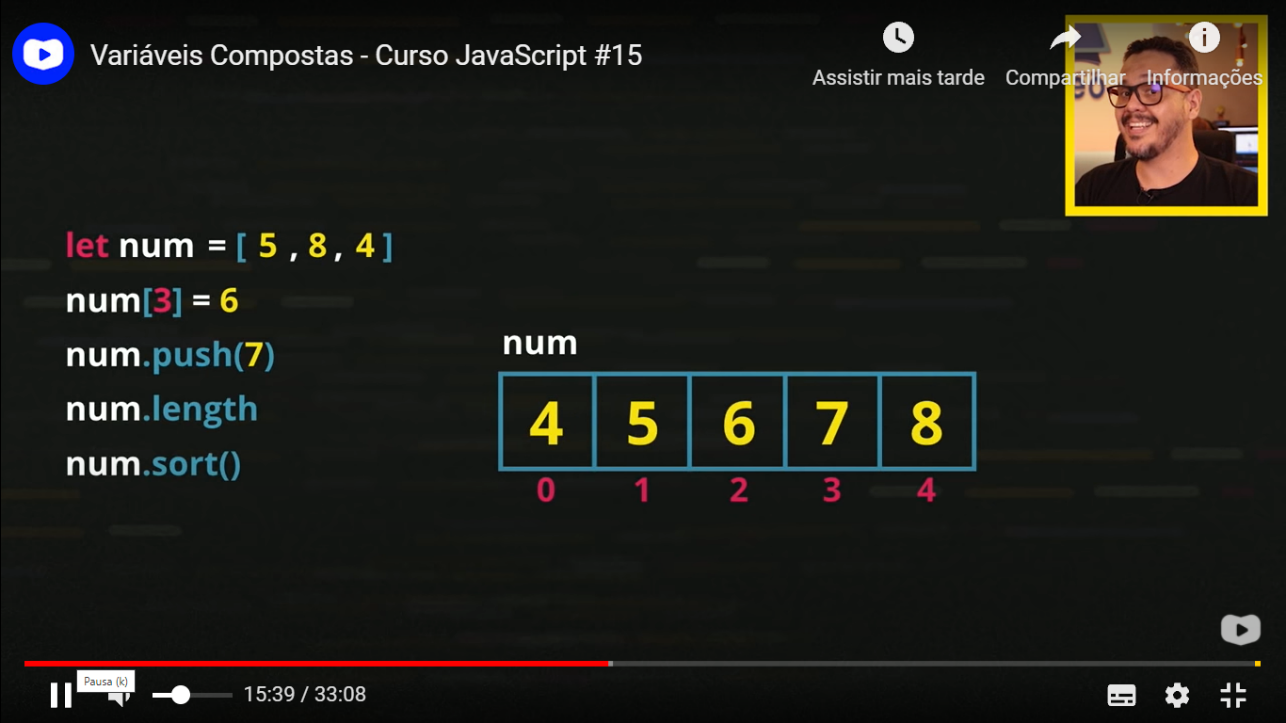 Variáveis Compostas - Curso JavaScript #15
Assistir mais tarde
Compartilhar
Informações
let num = [ 5 , 8 , 4 ]
num[3] = 6
num.push(7)
num.length
num.sort()
num
4 5 6 7 8
0 1 2 3 4
Pausa (k)
15:39 / 33:08